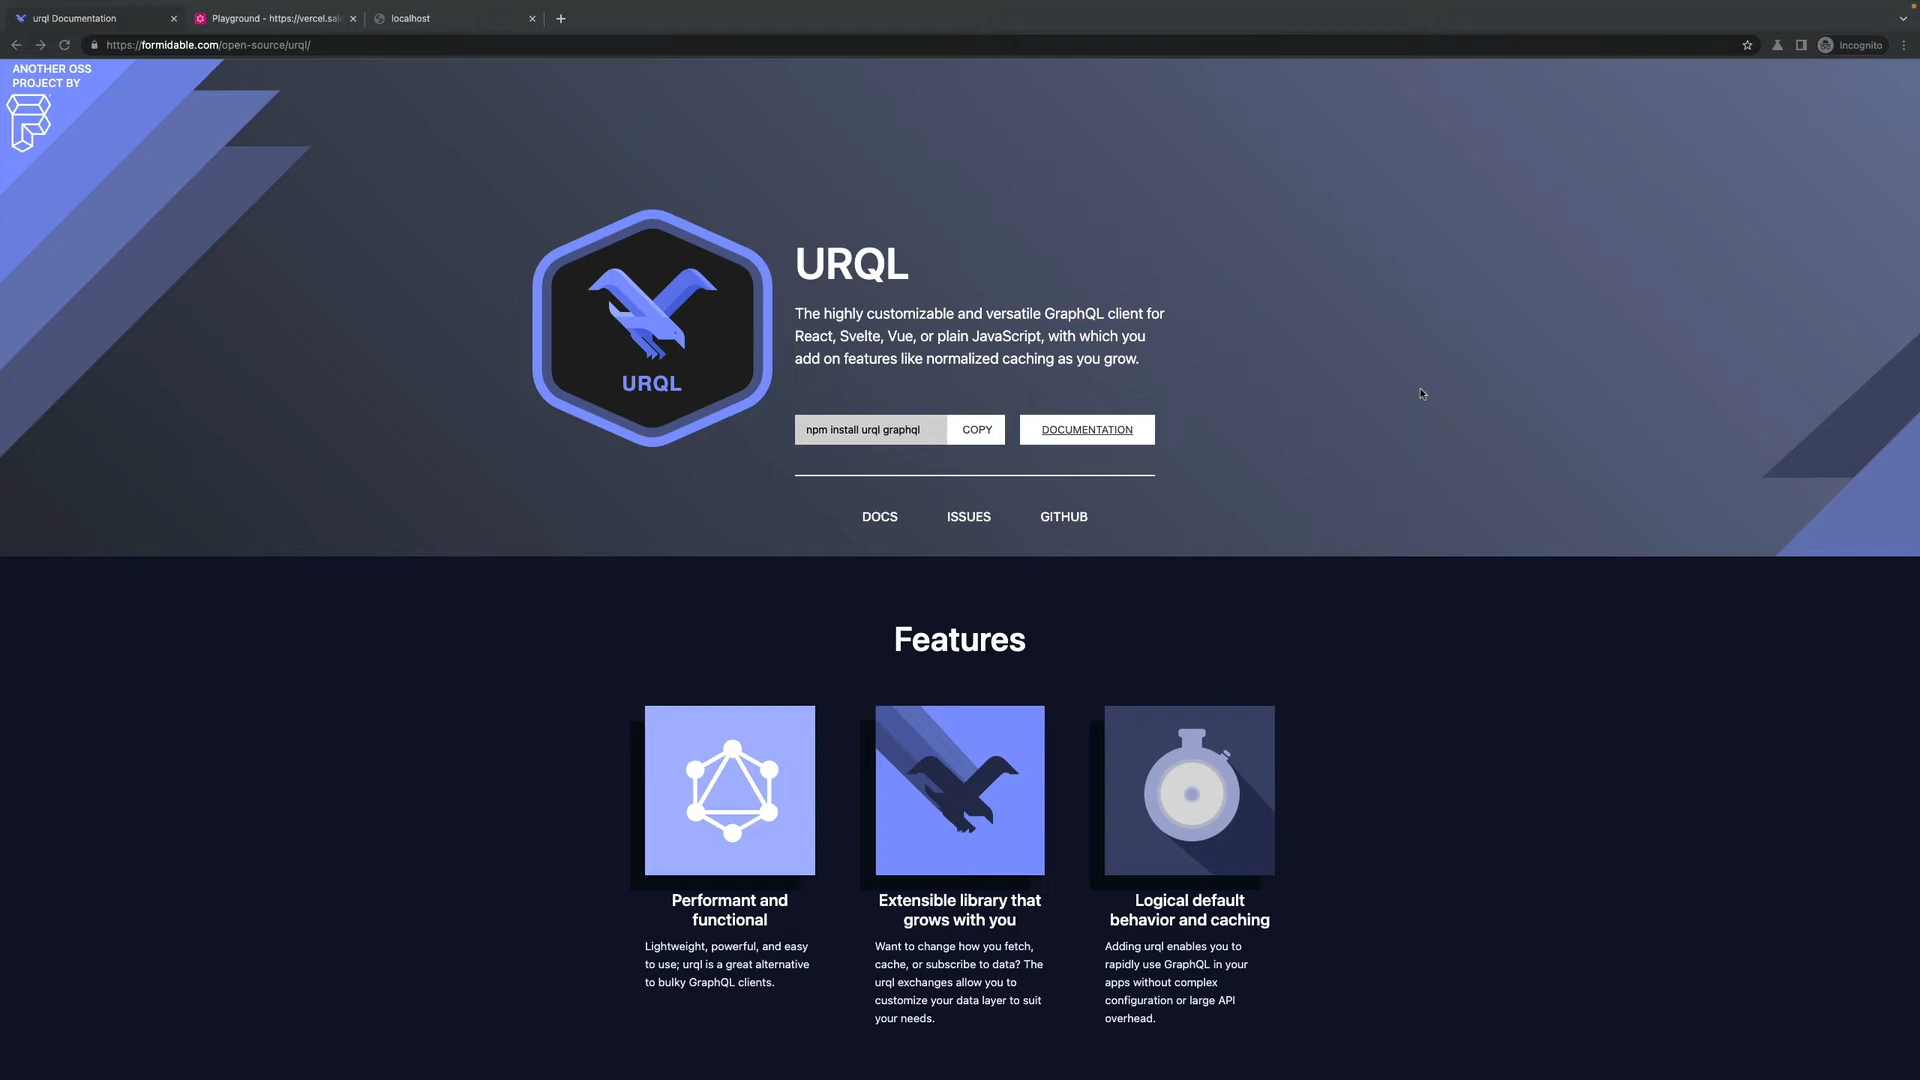 urql Documentation
Playground - https://vercel.sal
localhost
https://formidable.com/open-source/urql/
Incognito
ANOTHER OSS
PROJECT BY
URQL
URQL
The highly customizable and versatile GraphQL client for
React, Svelte, Vue, or plain JavaScript, with which you
add on features like normalized caching as you grow.
npm install urql graphql
COPY
DOCUMENTATION
DOCS
ISSUES
GITHUB
Features
Performant and
functional
Lightweight, powerful, and easy
to use; urql is a great alternative
to bulky GraphQL clients.
Extensible library that
grows with you
Want to change how you fetch,
cache, or subscribe to data? The
urql exchanges allow you to
customize your data layer to suit
your needs.
Logical default
behavior and caching
Adding urql enables you to
rapidly use GraphQL in your
apps without complex
configuration or large API
overhead.